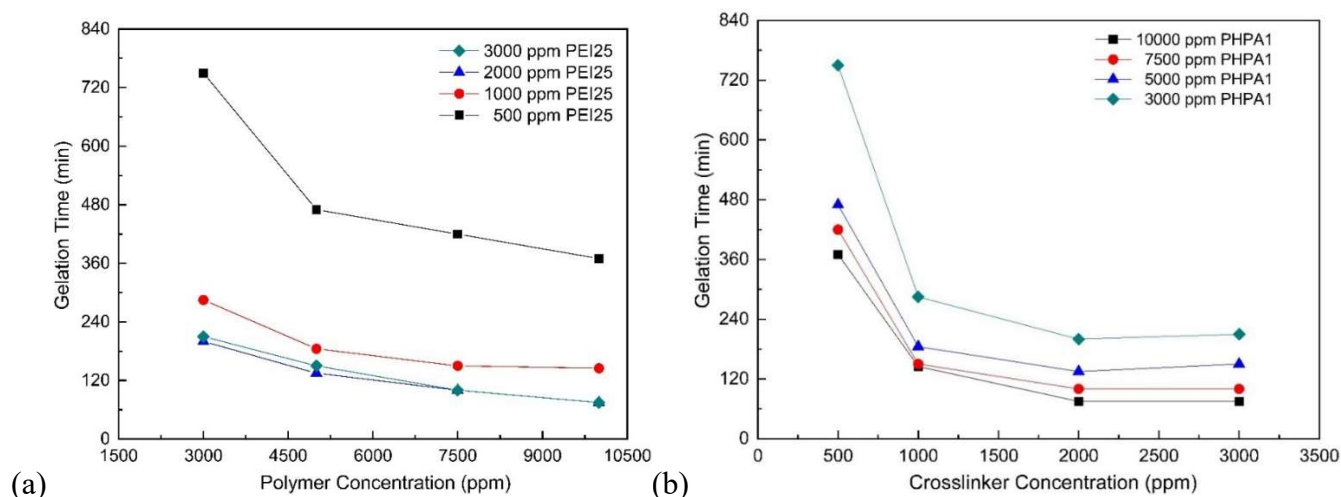 840
720
600
480
360
240
120
0
Gelation Time (min)
3000 ppm PEI25
2000 ppm PEI25
1000 ppm PEI25
500 ppm PEI25
1500 3000 4500 6000 7500 9000 10500
Polymer Concentration (ppm)
(a)
840
720
600
480
360
240
120
0
Gelation Time (min)
10000 ppm PHPA1
7500 ppm PHPA1
5000 ppm PHPA1
3000 ppm PHPA1
0 500 1000 1500 2000 2500 3000 3500
Crosslinker Concentration (ppm)
(b)